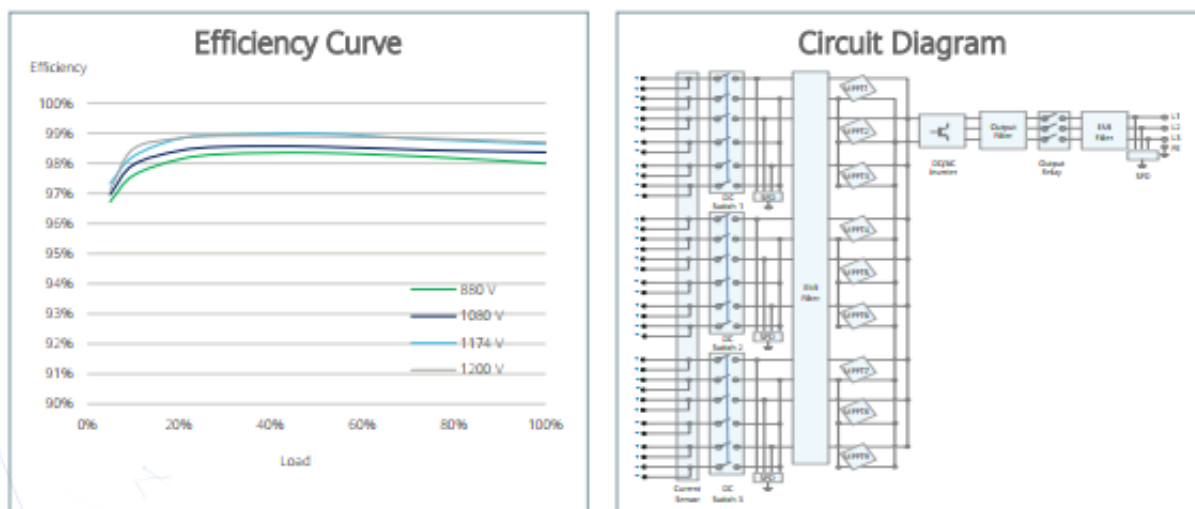 Efficiency Curve
Efficiency
100%
99%
98%
97%
96%
95%
94%
93%
92%
91%
90%
880 V
1080 V
1174 V
1200 V
0%
20%
40%
60%
80%
100%
Load
Circuit Diagram
MPPT1
MPPT2
MPPT3
MPPT4
MPPT5
MPPT6
MPPT7
MPPT8
MPPT9
DC
Switch 1
SPD
DC
Switch 2
SPD
DC
Switch 3
SPD
Current
Sensor
EMI
Filter
DC/AC
Inverter
Output
Filter
Output
Relay
EMI
Filter
L1
L2
L3
SPD